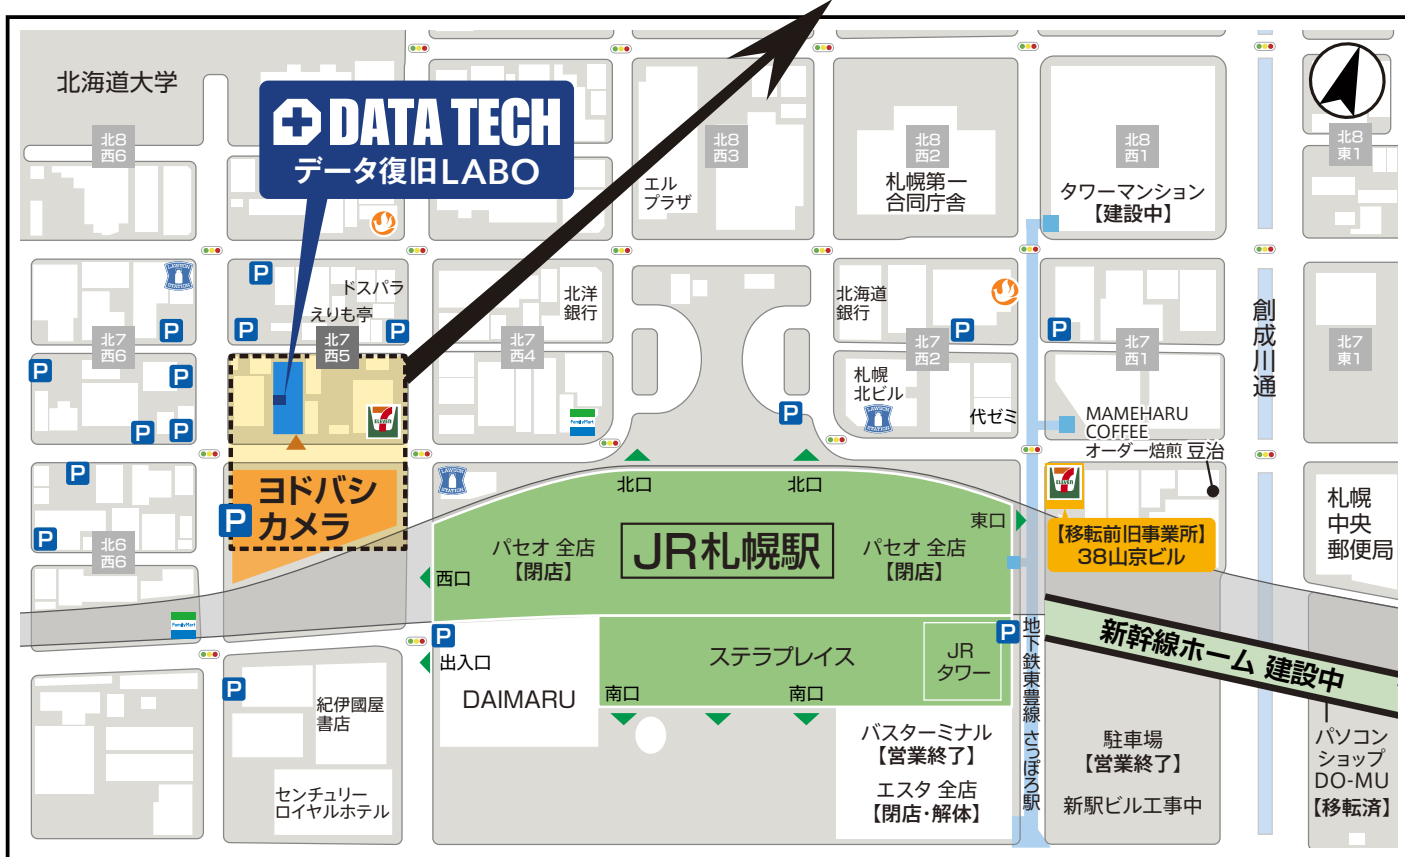 北海道大学
DATA TECH
データ復旧LABO
北8
西6
北8
西3
北8
西2
北8
西1
北8
東1
エル
プラザ
札幌第一
合同庁舎
タワーマンション
【建設中】
LAWSON
STATION
P
P
P
P
ドスパラ
えりも亭
北7
西6
北7
西5
北7
西4
北洋
銀行
北海道
銀行
P
北7
西2
P
北7
西1
創成川通
北7
東1
P
P
P
P
7
ELEVEN
FamilyMart
P
札幌
北ビル
LAWSON
STATION
代ゼミ
MAMEHARU
COFFEE
オーダー焙煎 豆治
P
P
北6
西6
ヨドバシ
カメラ
P
LAWSON
STATION
北口
北口
東口
西口
パセオ 全店
【閉店】
JR札幌駅
パセオ 全店
【閉店】
7
ELEVEN
【移転前旧事業所】
38山京ビル
札幌
中央
郵便局
FamilyMart
P
出入口
DAIMARU
ステラプレイス
JR
タワー
P
南口
南口
地下鉄東豊線 さっぽろ駅
新幹線ホーム 建設中
P
紀伊國屋
書店
センチュリー
ロイヤルホテル
バスターミナル
【営業終了】
エスタ 全店
【閉店・解体】
駐車場
【営業終了】
新駅ビル工事中
パソコン
ショップ
DO-MU
【移転済】